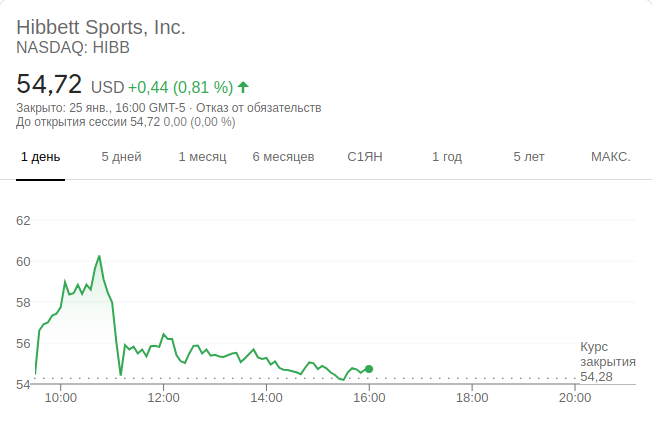 Hibbett Sports, Inc.
NASDAQ: HIBB
54,72 USD +0,44 (0,81 %)
Закрыто: 25 янв., 16:00 GMT-5 · Отказ от обязательств
До открытия сессии 54,72 0,00 (0,00 %)
1 день 5 дней 1 месяц 6 месяцев С1ЯН 1 год 5 лет МАКС.
62
60
58
56
Курс
закрытия
54,28
54
10:00 12:00 14:00 16:00 18:00 20:00